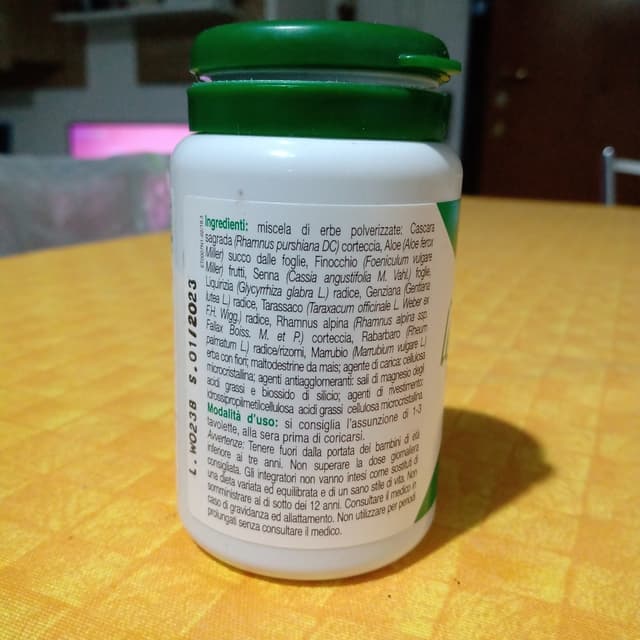 Ingredienti: miscela di erbe polverizzate: Cascara
sagrada (Rhamnus purshiana DC) corteccia, Aloe (Aloe ferox
Miller) succo dalle foglie, Finocchio (Foeniculum vulgare
Miller) frutti, Senna (Cassia angustifolia M. Vahl.) foglie,
Liquirizia (Glycyrrhiza glabra L.) radice, Genziana (Gentiana
lutea L.) radice, Tarassaco (Taraxacum officinale L. Weber ex
F.H. Wigg.) radice, Rhamnus alpina (Rhamnus alpina ssp.
Fallax Boiss. M. et P.) corteccia, Rabarbaro (Rheum
palmatum L.) radice/rizomi, Marrubio (Marrubium vulgare L.)
erba con fiori; maltodestrine da mais; agente di carica: cellulosa
microcristallina; agenti antiagglomeranti: sali di magnesio degli
acidi grassi e biossido di silicio; agenti di rivestimento:
idrossipropilmetilcellulosa acidi grassi cellulosa microcristallina.
Modalità d'uso: si consiglia l'assunzione di 1-3
tavolette, alla sera prima di coricarsi.
Avvertenze: Tenere fuori dalla portata dei bambini di età
inferiore ai tre anni. Non superare la dose giornaliera
consigliata. Gli integratori non vanno intesi come sostituti di
una dieta variata ed equilibrata e di un sano stile di vita. Non
somministrare al di sotto dei 12 anni. Consultare il medico in
caso di gravidanza ed allattamento. Non utilizzare per periodi
prolungati senza consultare il medico.
L. W0238 S. 01/2023